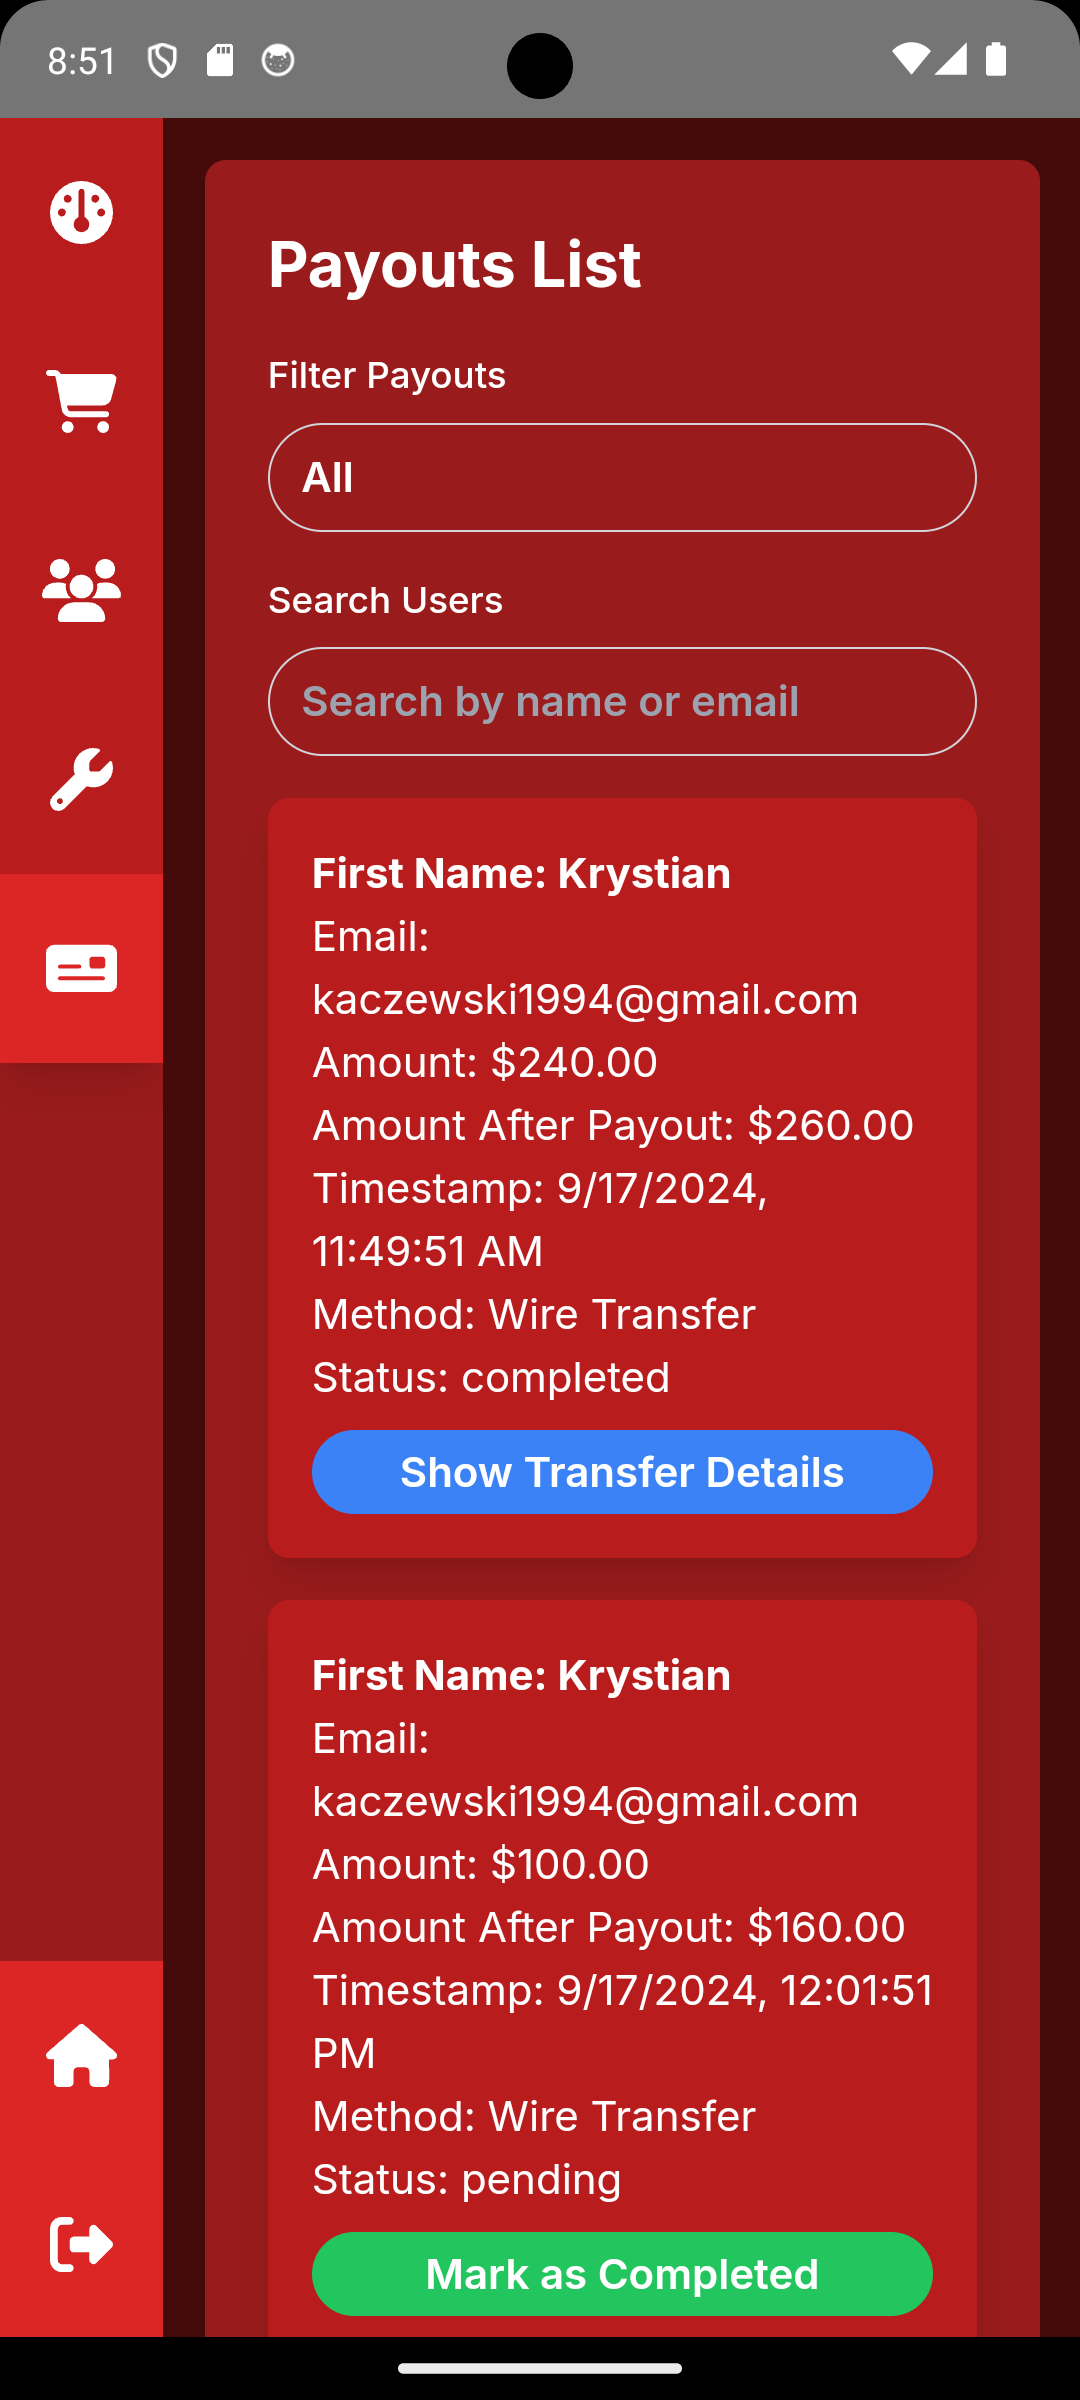 8:51
Payouts List
Filter Payouts
All
Search Users
Search by name or email
First Name: Krystian
Email:
kaczewski1994@gmail.com
Amount: $240.00
Amount After Payout: $260.00
Timestamp: 9/17/2024,
11:49:51 AM
Method: Wire Transfer
Status: completed
Show Transfer Details
First Name: Krystian
Email:
kaczewski1994@gmail.com
Amount: $100.00
Amount After Payout: $160.00
Timestamp: 9/17/2024, 12:01:51
PM
Method: Wire Transfer
Status: pending
Mark as Completed